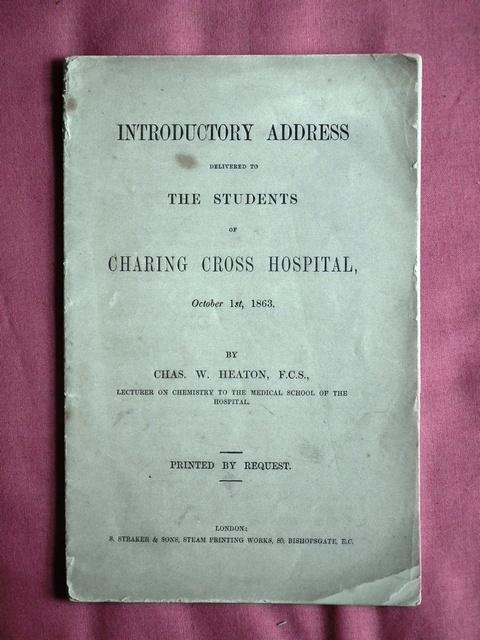 INTRODUCTORY ADDRESS
DELIVERED TO
THE STUDENTS
OF
CHARING CROSS HOSPITAL,
October 1st, 1863.
BY
CHAS. W. HEATON, F.C.S.,
LECTURER ON CHEMISTRY TO THE MEDICAL SCHOOL OF THE
HOSPITAL.
PRINTED BY REQUEST.
LONDON:
S. STRAKER & SONS, STEAM PRINTING WORKS, 80, BISHOPSGATE, E.C.